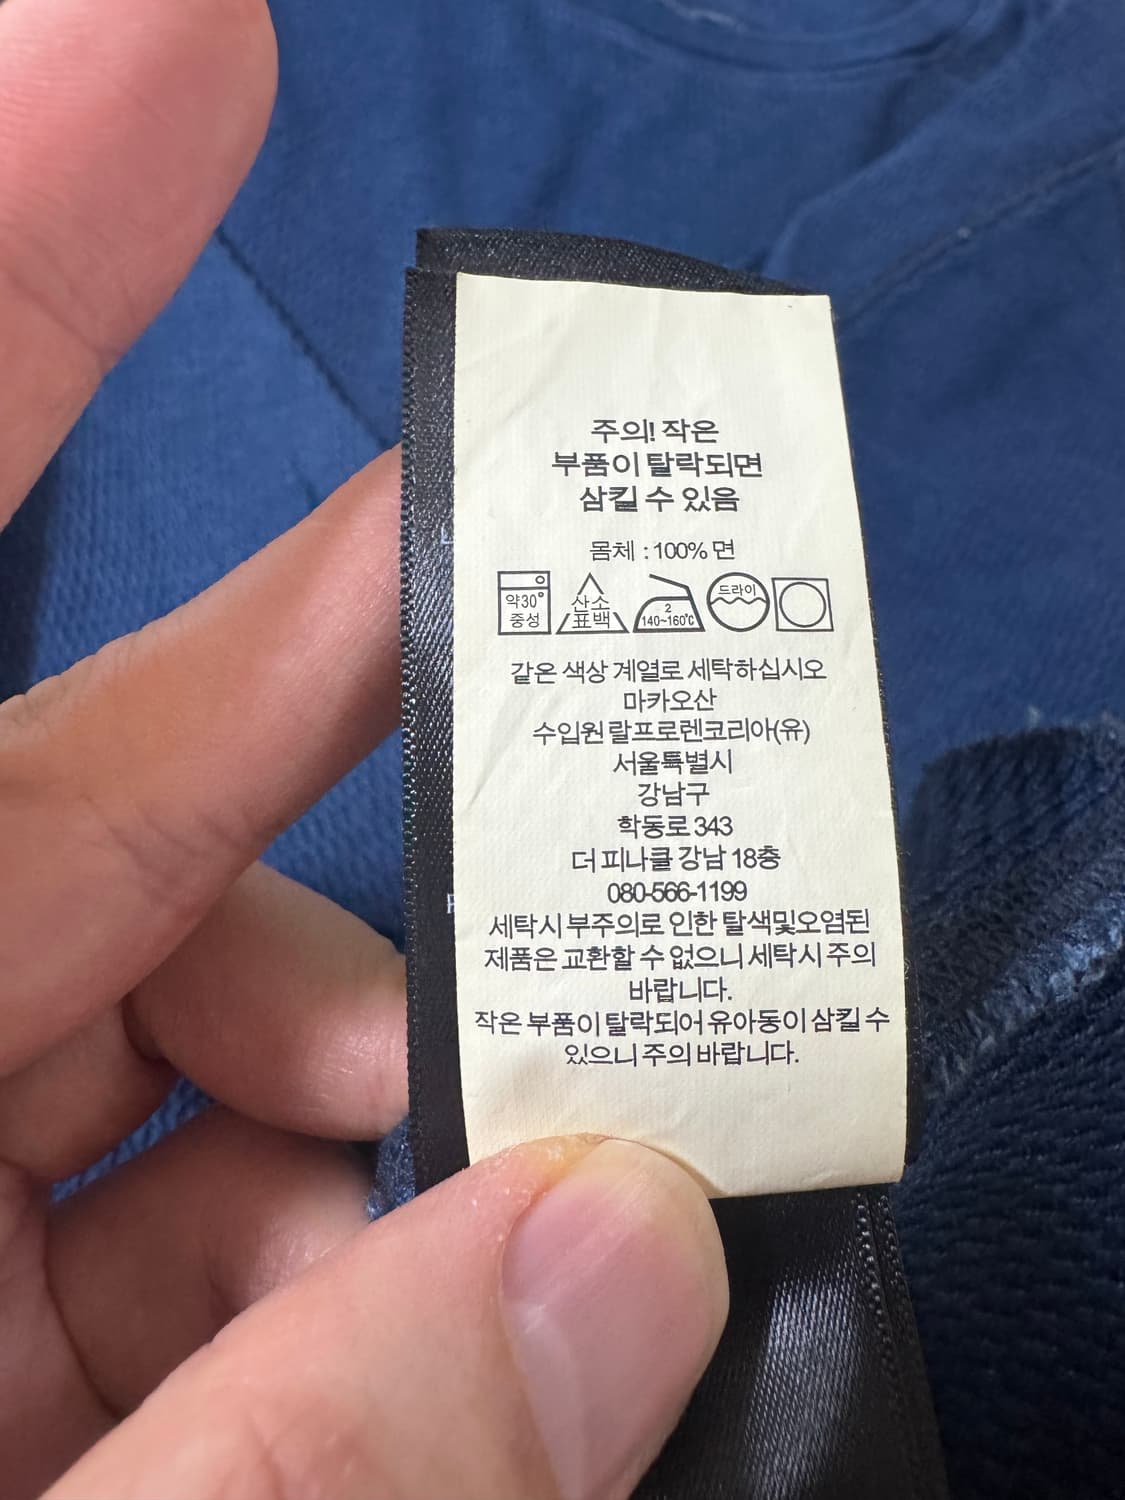 주의! 작은
부품이 탈락되면
삼킬 수 있음
몸체 : 100% 면
약30°
중성
산소
표백
2
140~160℃
드라이
같은 색상 계열로 세탁하십시오
마카오산
수입원 랄프로렌코리아(유)
서울특별시
강남구
학동로 343
더 피나클 강남 18층
080-566-1199
세탁시 부주의로 인한 탈색및오염된
제품은 교환할 수 없으니 세탁시 주의
바랍니다.
작은 부품이 탈락되어 유아동이 삼킬 수
있으니 주의 바랍니다.